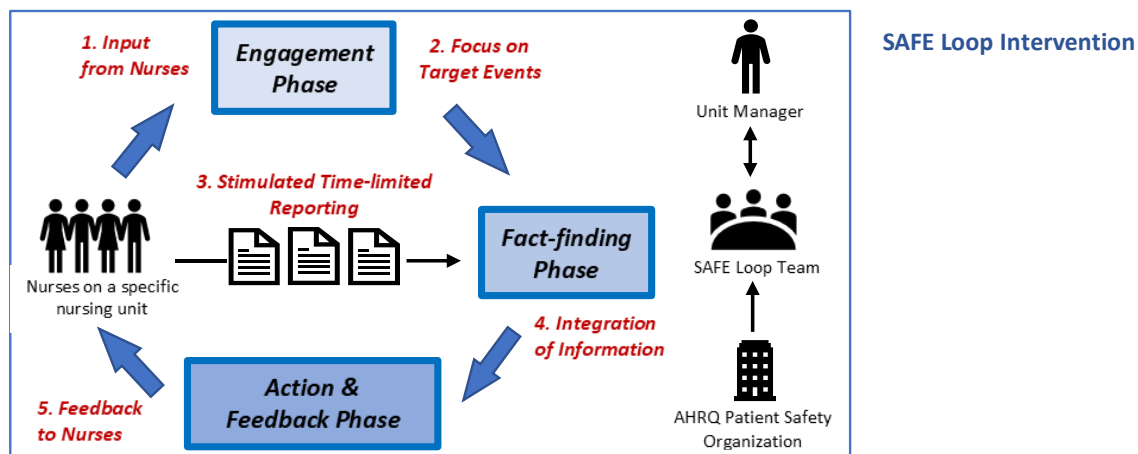 SAFE Loop Intervention
1. Input
from Nurses
Engagement
Phase
2. Focus on
Target Events
Unit Manager
3. Stimulated Time-limited
Reporting
Nurses on a specific
nursing unit
Fact-finding
Phase
SAFE Loop Team
4. Integration
of Information
Action &
Feedback Phase
5. Feedback
to Nurses
AHRQ Patient Safety
Organization